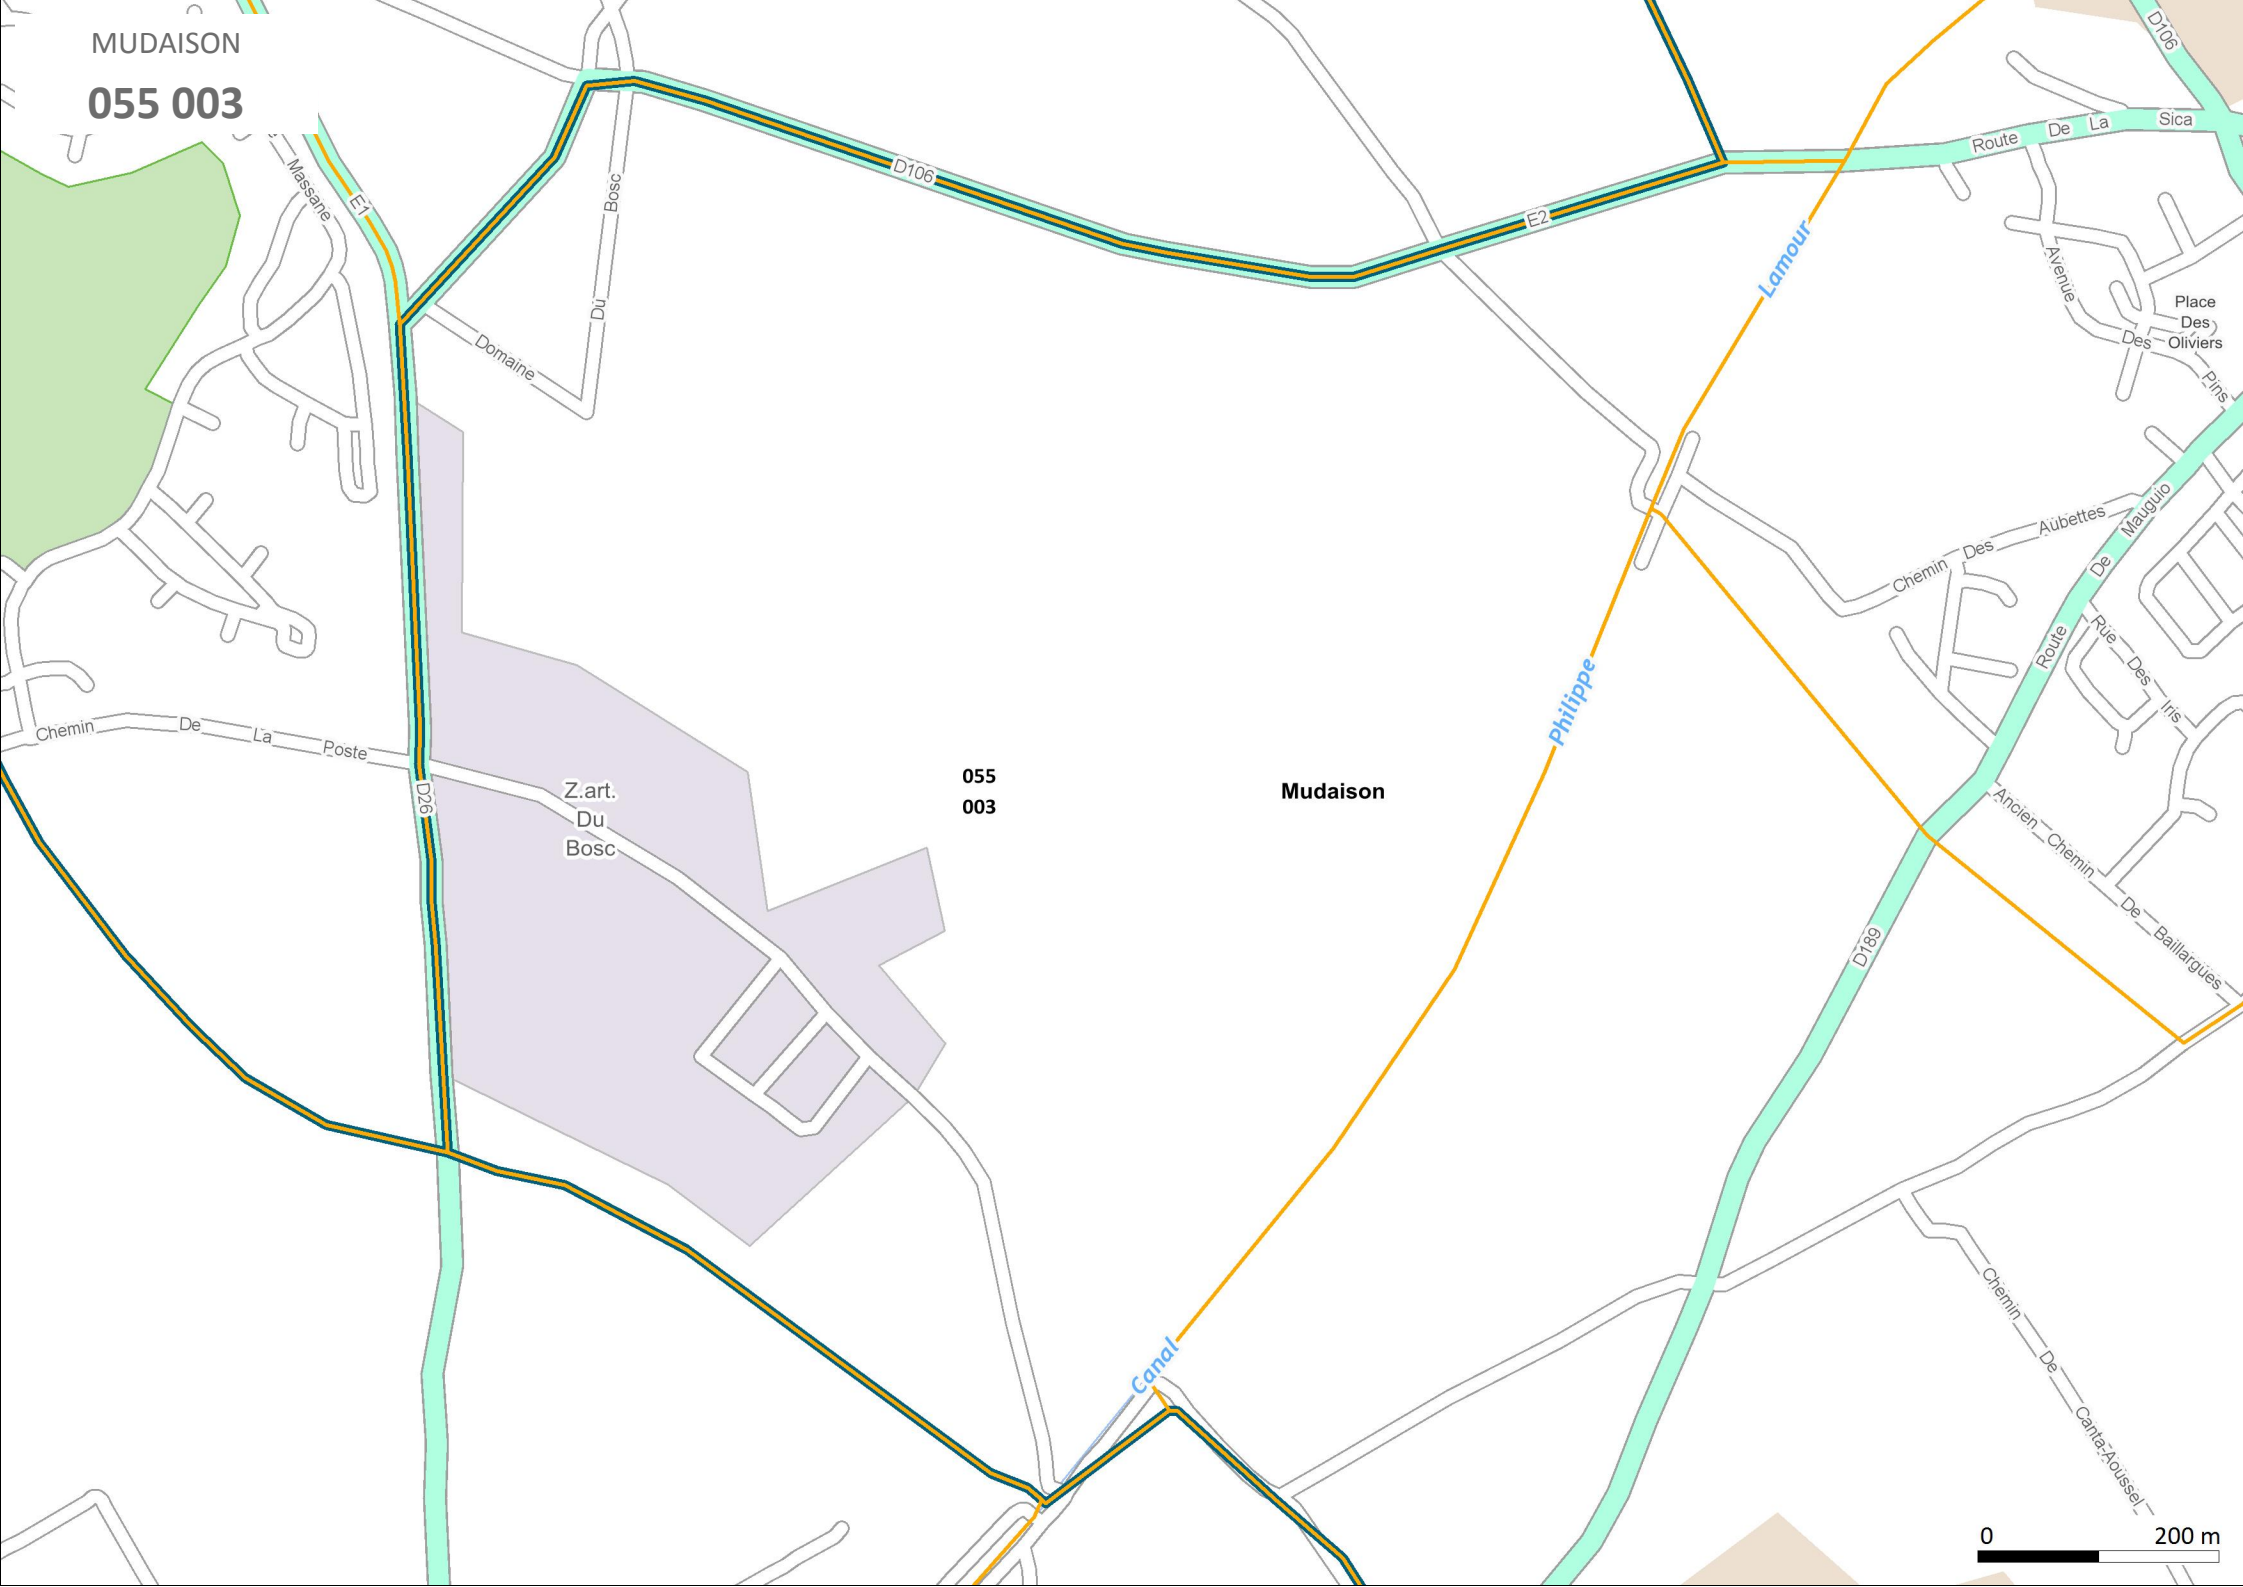 MUDAISON
055 003
D106
Route De La Sica
Massane
E1
Du Bosc
D106
E2
Lamour
Avenue Des Pins
Place
Des
Oliviers
Domaine
Chemin Des Aubettes
Route De Mauguio
Rue Des Iris
Philippe
Chemin De La Poste
D26
Z.art.
Du
Bosc
055
003
Mudaison
Ancien Chemin De Baillargues
D189
Chemin De Canta-Aoussel
Canal
0 200 m